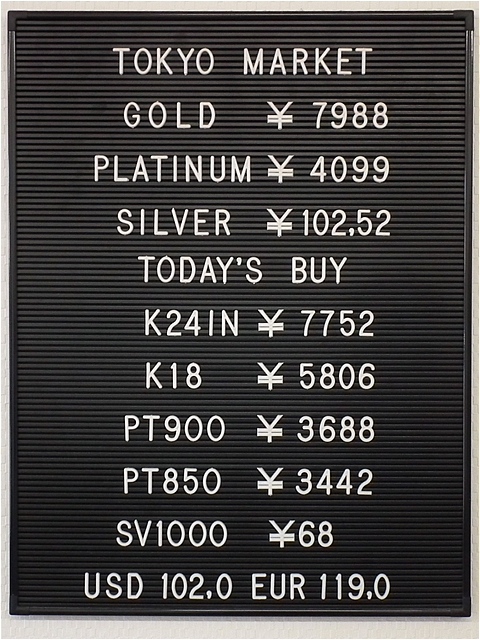 TOKYO MARKET
GOLD ¥ 7988
PLATINUM ¥ 4099
SILVER ¥102,52
TODAY'S BUY
K24IN ¥ 7752
K18 ¥ 5806
PT900 ¥ 3688
PT850 ¥ 3442
SV1000 ¥68
USD 102,0 EUR 119,0